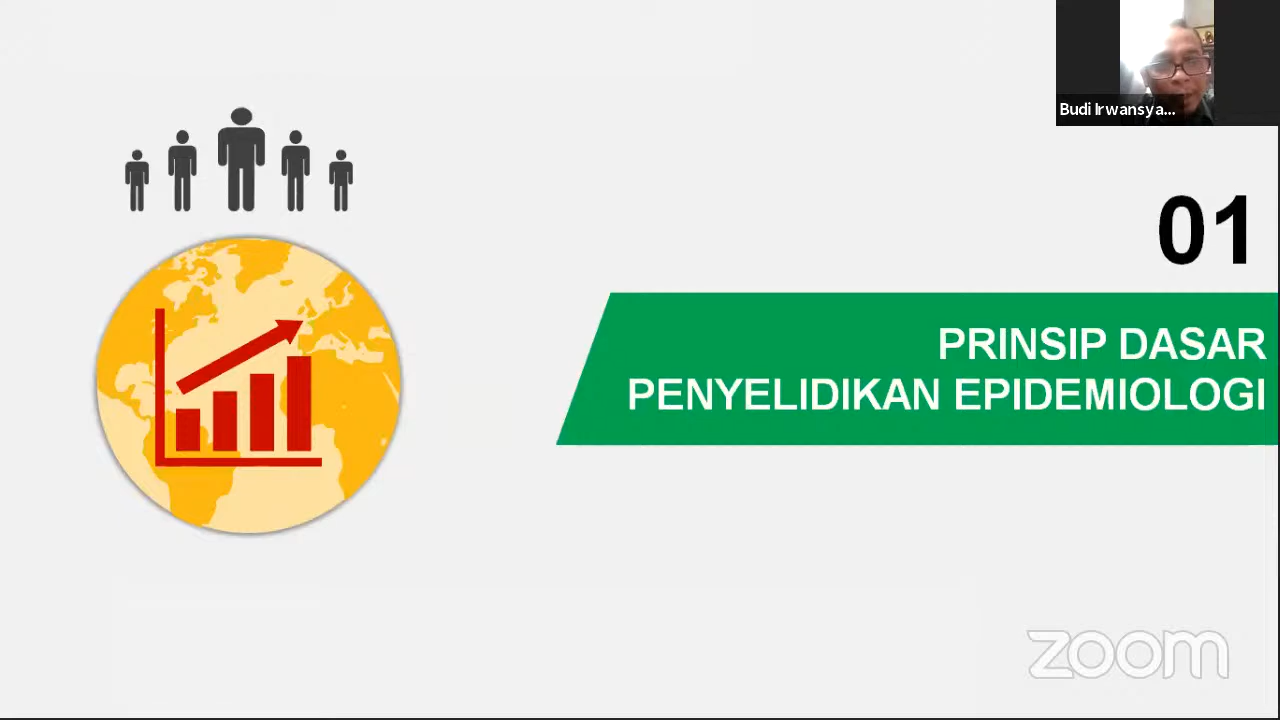 Budi Irwansya...
01
PRINSIP DASAR
PENYELIDIKAN EPIDEMIOLOGI
zoom